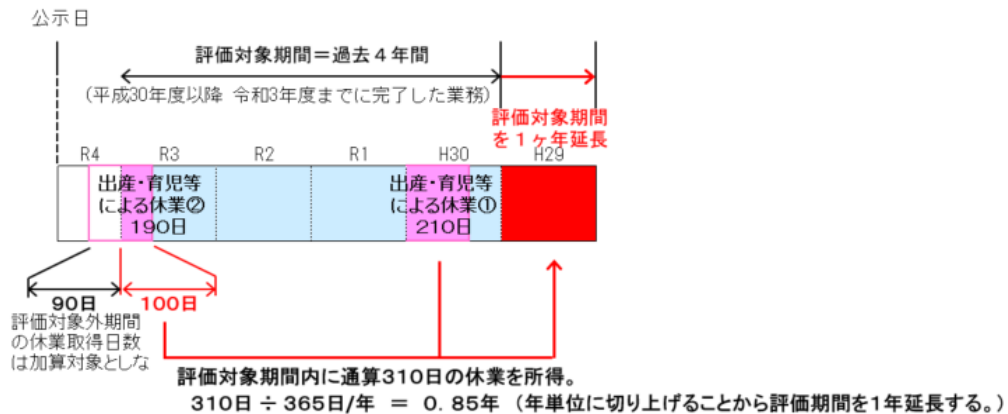 公示日
評価対象期間＝過去４年間
(平成30年度以降 令和3年度までに完了した業務)
評価対象期間
を１ヶ年延長
R4
R3
R2
R1
H30
H29
出産・育児等
による休業②
190日
出産・育児等
による休業①
210日
90日
100日
評価対象外期間
の休業取得日数
は加算対象としな
評価対象期間内に通算310日の休業を所得。
310日 ÷ 365日/年 ＝ 0. 85年 （年単位に切り上げることから評価期間を1年延長する。）